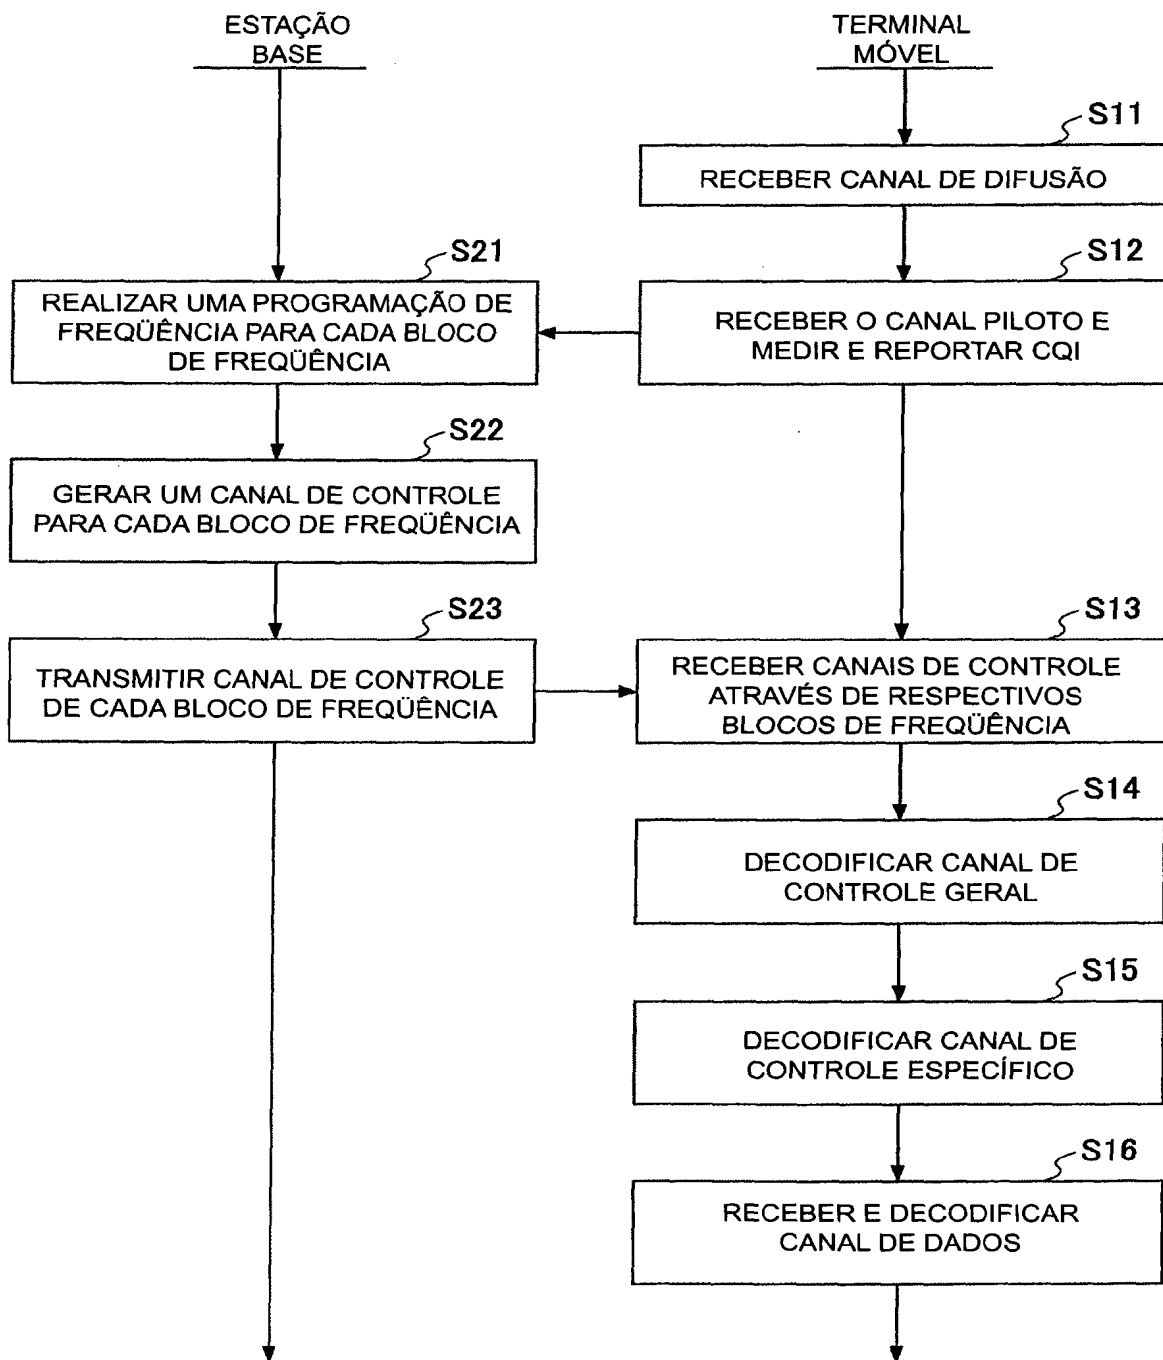 ESTAÇÃO
BASE
TERMINAL
MÓVEL
S11
RECEBER CANAL DE DIFUSÃO
S21
REALIZAR UMA PROGRAMAÇÃO DE
FREQÜÊNCIA PARA CADA BLOCO
DE FREQÜÊNCIA
S12
RECEBER O CANAL PILOTO E
MEDIR E REPORTAR CQI
S22
GERAR UM CANAL DE CONTROLE
PARA CADA BLOCO DE FREQÜÊNCIA
S23
TRANSMITIR CANAL DE CONTROLE
DE CADA BLOCO DE FREQÜÊNCIA
S13
RECEBER CANAIS DE CONTROLE
ATRAVÉS DE RESPECTIVOS
BLOCOS DE FREQÜÊNCIA
S14
DECODIFICAR CANAL DE
CONTROLE GERAL
S15
DECODIFICAR CANAL DE
CONTROLE ESPECÍFICO
S16
RECEBER E DECODIFICAR
CANAL DE DADOS